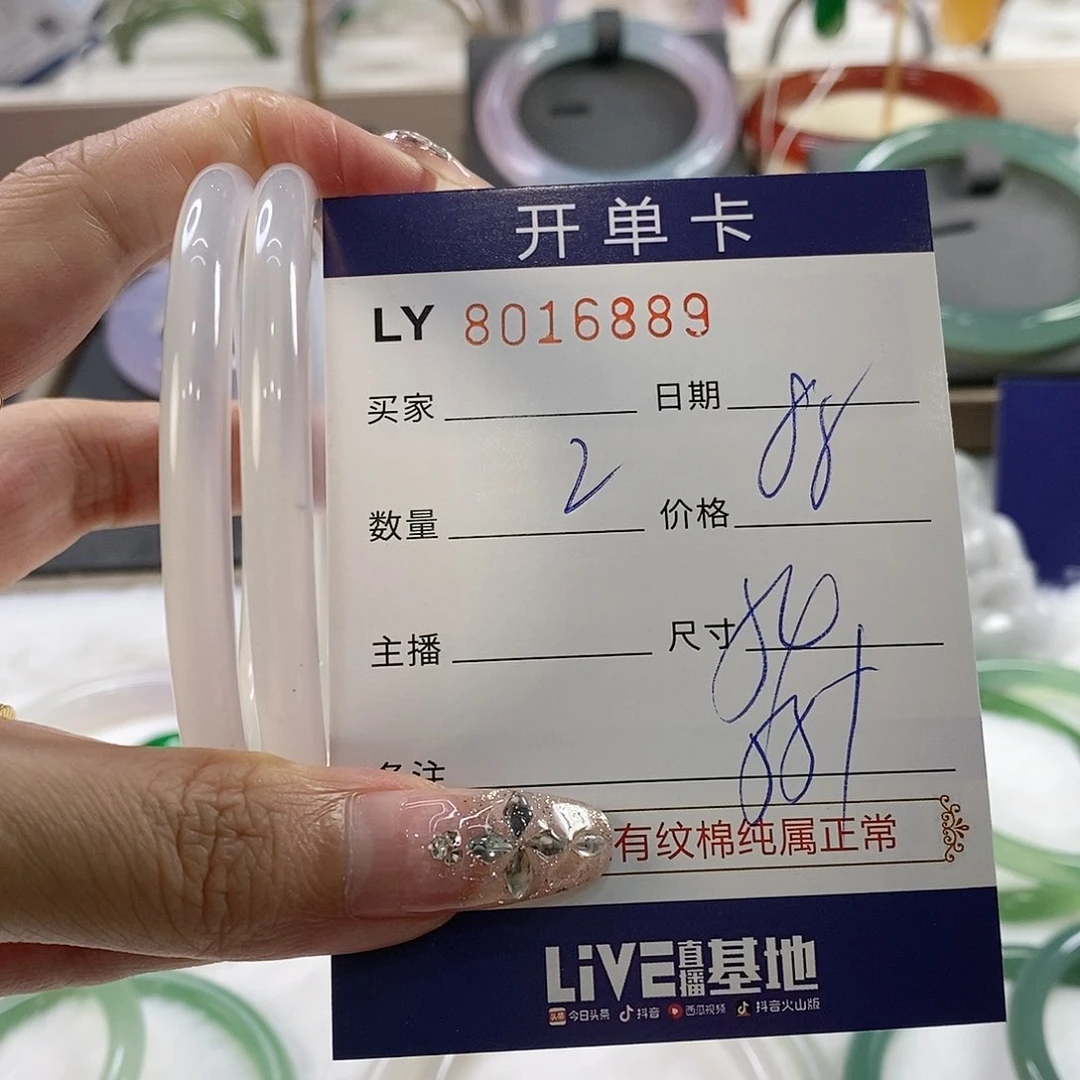 开单卡
LY 8016889
买家 日期 88
数量 2 价格
主播 尺寸
备注
有纹棉纯属正常
LiVE直播基地
头条 今日头条 抖音 西瓜视频 抖音火山版